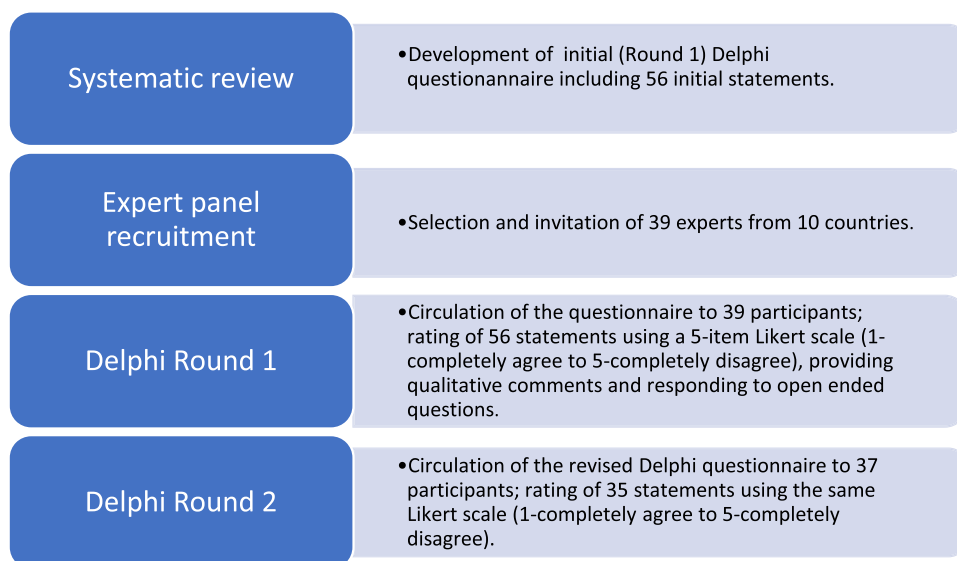 Systematic review
•Development of  initial (Round 1) Delphi
questionannaire including 56 initial statements.
Expert panel
recruitment
•Selection and invitation of 39 experts from 10 countries.
Delphi Round 1
•Circulation of the questionnaire to 39 participants;
rating of 56 statements using a 5-item Likert scale (1-
completely agree to 5-completely disagree), providing
qualitative comments and responding to open ended
questions.
Delphi Round 2
•Circulation of the revised Delphi questionnaire to 37
participants; rating of 35 statements using the same
Likert scale (1-completely agree to 5-completely
disagree).